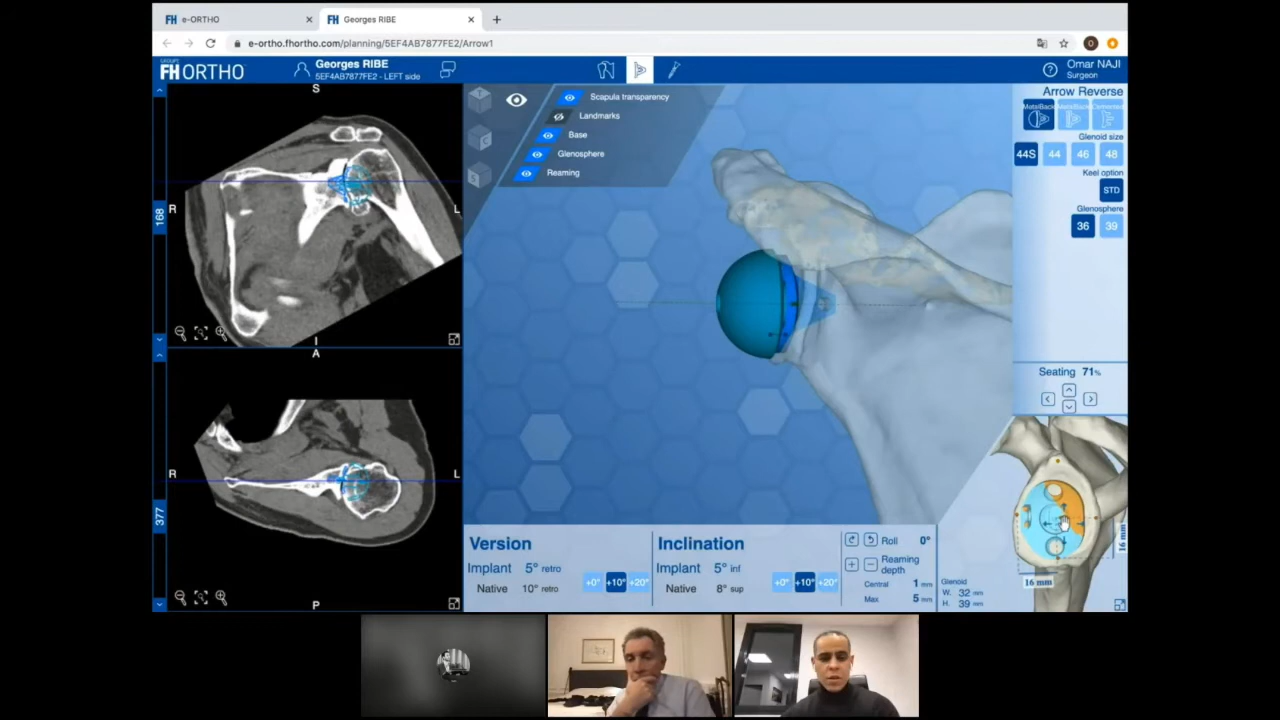 FH e-ORTHO
FH Georges RIBE
e-ortho.fhortho.com/planning/5EF4AB7877FE2/Arrow1
O
GROUPE
FH ORTHO
Georges RIBE
5EF4AB7877FE2 - LEFT side
Omar NAJI
Surgeon
S
R
L
I
168
A
R
L
P
377
T
C
S
Scapula transparency
Landmarks
Base
Glenosphere
Reaming
Arrow Reverse
MetalBack
MetalBack
Cemented
Glenoid size
44S 44 46 48
Keel option
STD
Glenosphere
36 39
Seating 71%
16 mm
16 mm
Glenoid
W. 32 mm
H. 39 mm
Version
Implant 5° retro
Native 10° retro
+0° +10° +20°
Inclination
Implant 5° inf
Native 8° sup
+0° +10° +20°
Roll 0°
Reaming
depth
Central 1 mm
Max 5 mm